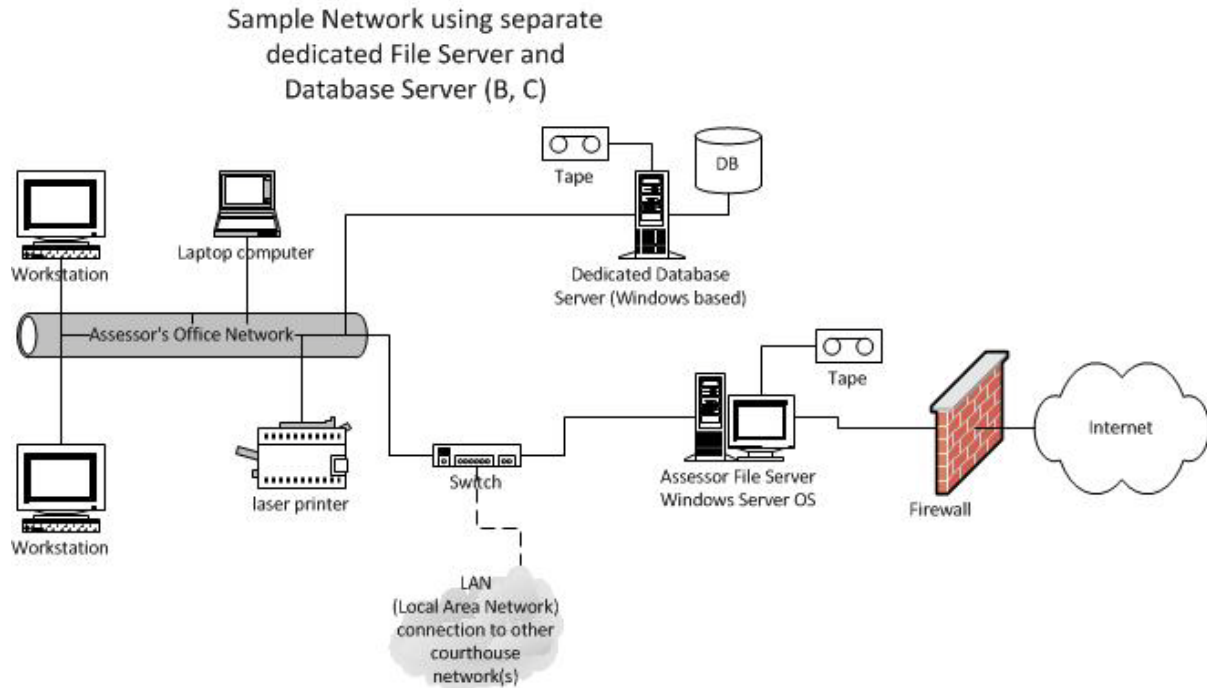 Sample Network using separate
dedicated File Server and
Database Server (B, C)
Tape
DB
Workstation
Laptop computer
Dedicated Database
Server (Windows based)
Assessor's Office Network
Tape
Internet
laser printer
Switch
Assessor File Server
Windows Server OS
Firewall
Workstation
LAN
(Local Area Network)
connection to other
courthouse
network(s)